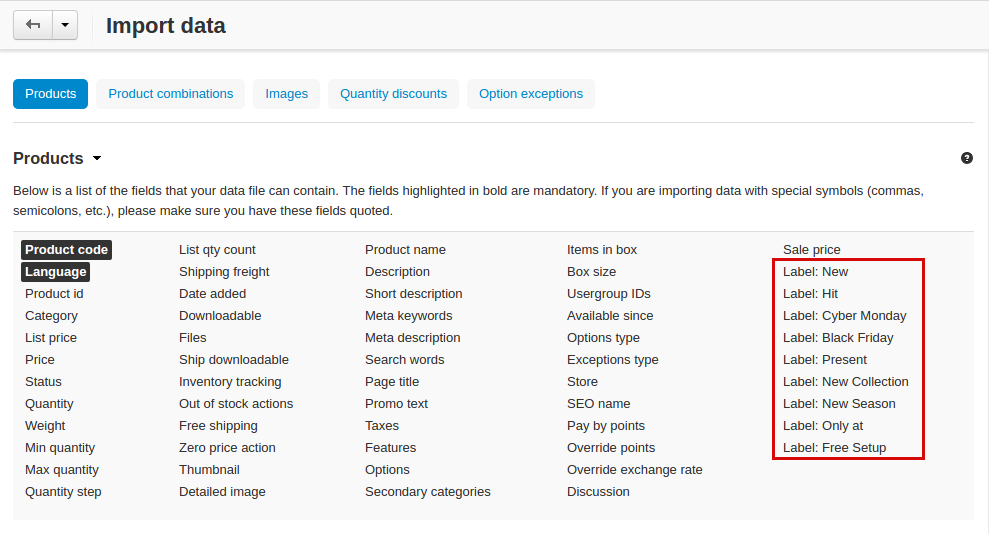 Import data
Products
Product combinations
Images
Quantity discounts
Option exceptions
Products
?
Below is a list of the fields that your data file can contain. The fields highlighted in bold are mandatory. If you are importing data with special symbols (commas,
semicolons, etc.), please make sure you have these fields quoted.
Product code
Language
Product id
Category
List price
Price
Status
Quantity
Weight
Min quantity
Max quantity
Quantity step
List qty count
Shipping freight
Date added
Downloadable
Files
Ship downloadable
Inventory tracking
Out of stock actions
Free shipping
Zero price action
Thumbnail
Detailed image
Product name
Description
Short description
Meta keywords
Meta description
Search words
Page title
Promo text
Taxes
Features
Options
Secondary categories
Items in box
Box size
Usergroup IDs
Available since
Options type
Exceptions type
Store
SEO name
Pay by points
Override points
Override exchange rate
Discussion
Sale price
Label: New
Label: Hit
Label: Cyber Monday
Label: Black Friday
Label: Present
Label: New Collection
Label: New Season
Label: Only at
Label: Free Setup